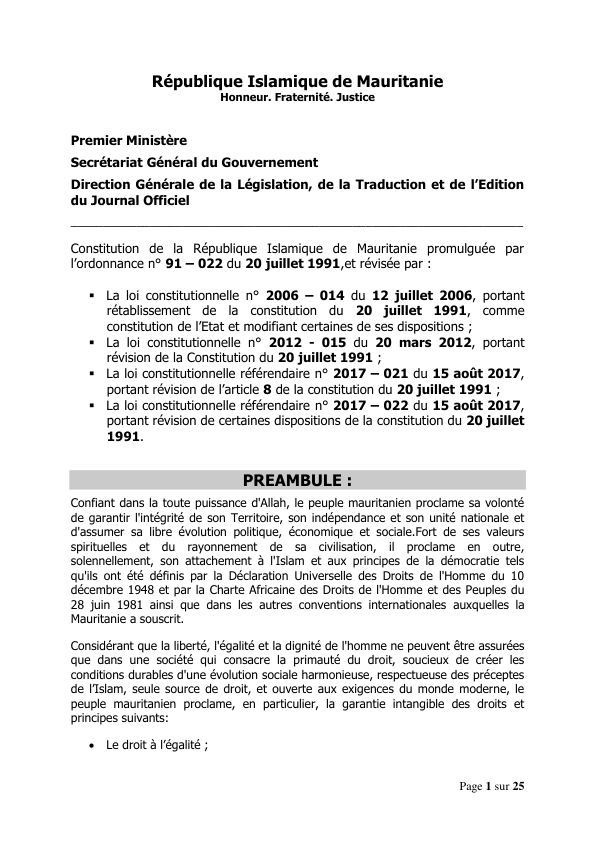 République Islamique de Mauritanie
Honneur. Fraternité. Justice
Premier Ministère
Secrétariat Général du Gouvernement
Direction Générale de la Législation, de la Traduction et de l'Edition
du Journal Officiel
Constitution de la République Islamique de Mauritanie promulguée par
l'ordonnance n° 91 – 022 du 20 juillet 1991,et révisée par :
▪ La loi constitutionnelle n° 2006 – 014 du 12 juillet 2006, portant
rétablissement de la constitution du 20 juillet 1991, comme
constitution de l'Etat et modifiant certaines de ses dispositions ;
▪ La loi constitutionnelle n° 2012 - 015 du 20 mars 2012, portant
révision de la Constitution du 20 juillet 1991 ;
▪ La loi constitutionnelle référendaire n° 2017 – 021 du 15 août 2017,
portant révision de l'article 8 de la constitution du 20 juillet 1991 ;
▪ La loi constitutionnelle référendaire n° 2017 – 022 du 15 août 2017,
portant révision de certaines dispositions de la constitution du 20 juillet
1991.
PREAMBULE :
Confiant dans la toute puissance d'Allah, le peuple mauritanien proclame sa volonté
de garantir l'intégrité de son Territoire, son indépendance et son unité nationale et
d'assumer sa libre évolution politique, économique et sociale.Fort de ses valeurs
spirituelles et du rayonnement de sa civilisation, il proclame en outre,
solennellement, son attachement à l'Islam et aux principes de la démocratie tels
qu'ils ont été définis par la Déclaration Universelle des Droits de l'Homme du 10
décembre 1948 et par la Charte Africaine des Droits de l'Homme et des Peuples du
28 juin 1981 ainsi que dans les autres conventions internationales auxquelles la
Mauritanie a souscrit.
Considérant que la liberté, l'égalité et la dignité de l'homme ne peuvent être assurées
que dans une société qui consacre la primauté du droit, soucieux de créer les
conditions durables d'une évolution sociale harmonieuse, respectueuse des préceptes
de l'Islam, seule source de droit, et ouverte aux exigences du monde moderne, le
peuple mauritanien proclame, en particulier, la garantie intangible des droits et
principes suivants:
• Le droit à l'égalité ;
Page 1 sur 25